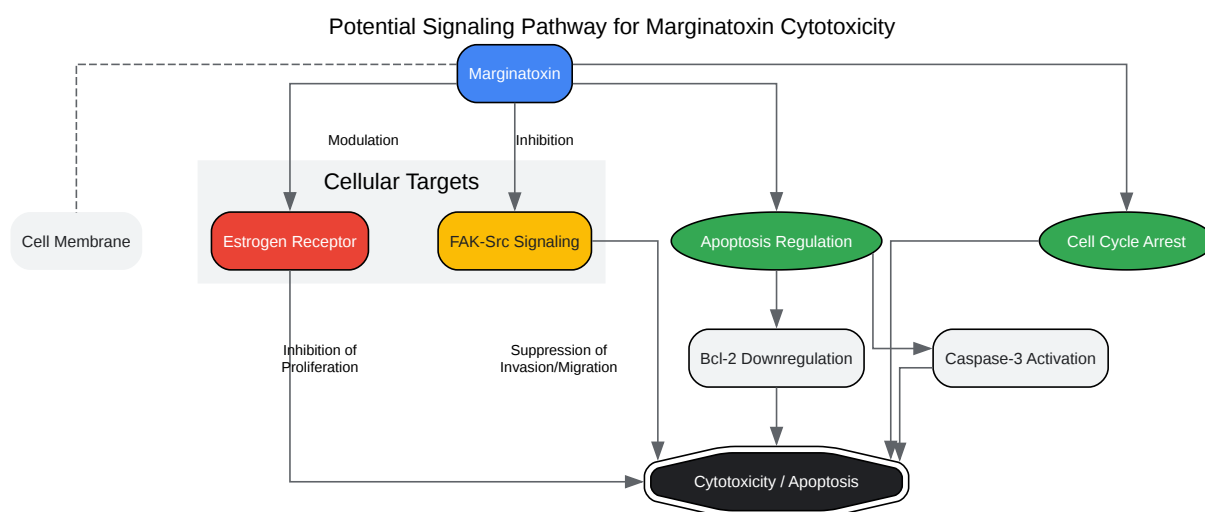 Potential Signaling Pathway for Marginatoxin Cytotoxicity
Marginatoxin
Modulation
Inhibition
Cellular Targets
Cell Membrane
Estrogen Receptor
FAK-Src Signaling
Apoptosis Regulation
Cell Cycle Arrest
Inhibition of
Proliferation
Suppression of
Invasion/Migration
Bcl-2 Downregulation
Caspase-3 Activation
Cytotoxicity / Apoptosis